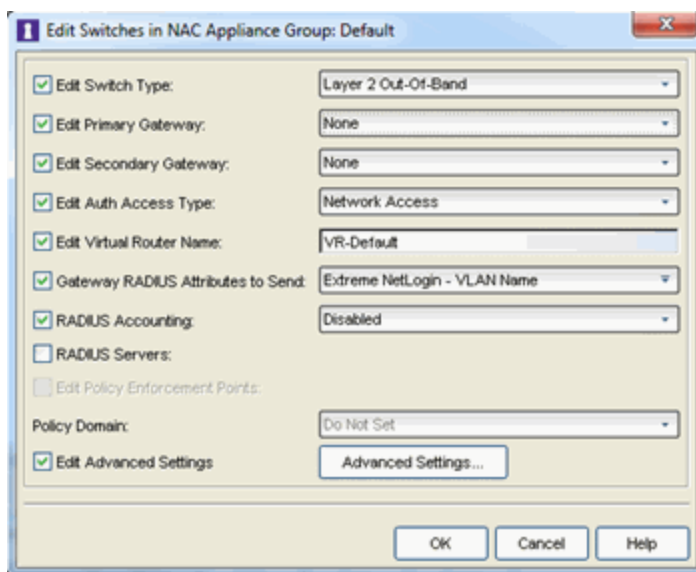 Edit Switches in NAC Appliance Group: Default
Edit Switch Type: Layer 2 Out-Of-Band
Edit Primary Gateway: None
Edit Secondary Gateway: None
Edit Auth Access Type: Network Access
Edit Virtual Router Name: VR-Default
Gateway RADIUS Attributes to Send: Extreme NetLogin - VLAN Name
RADIUS Accounting: Disabled
RADIUS Servers:
Edit Policy Enforcement Points:
Policy Domain: Do Not Set
Edit Advanced Settings Advanced Settings...
OK Cancel Help